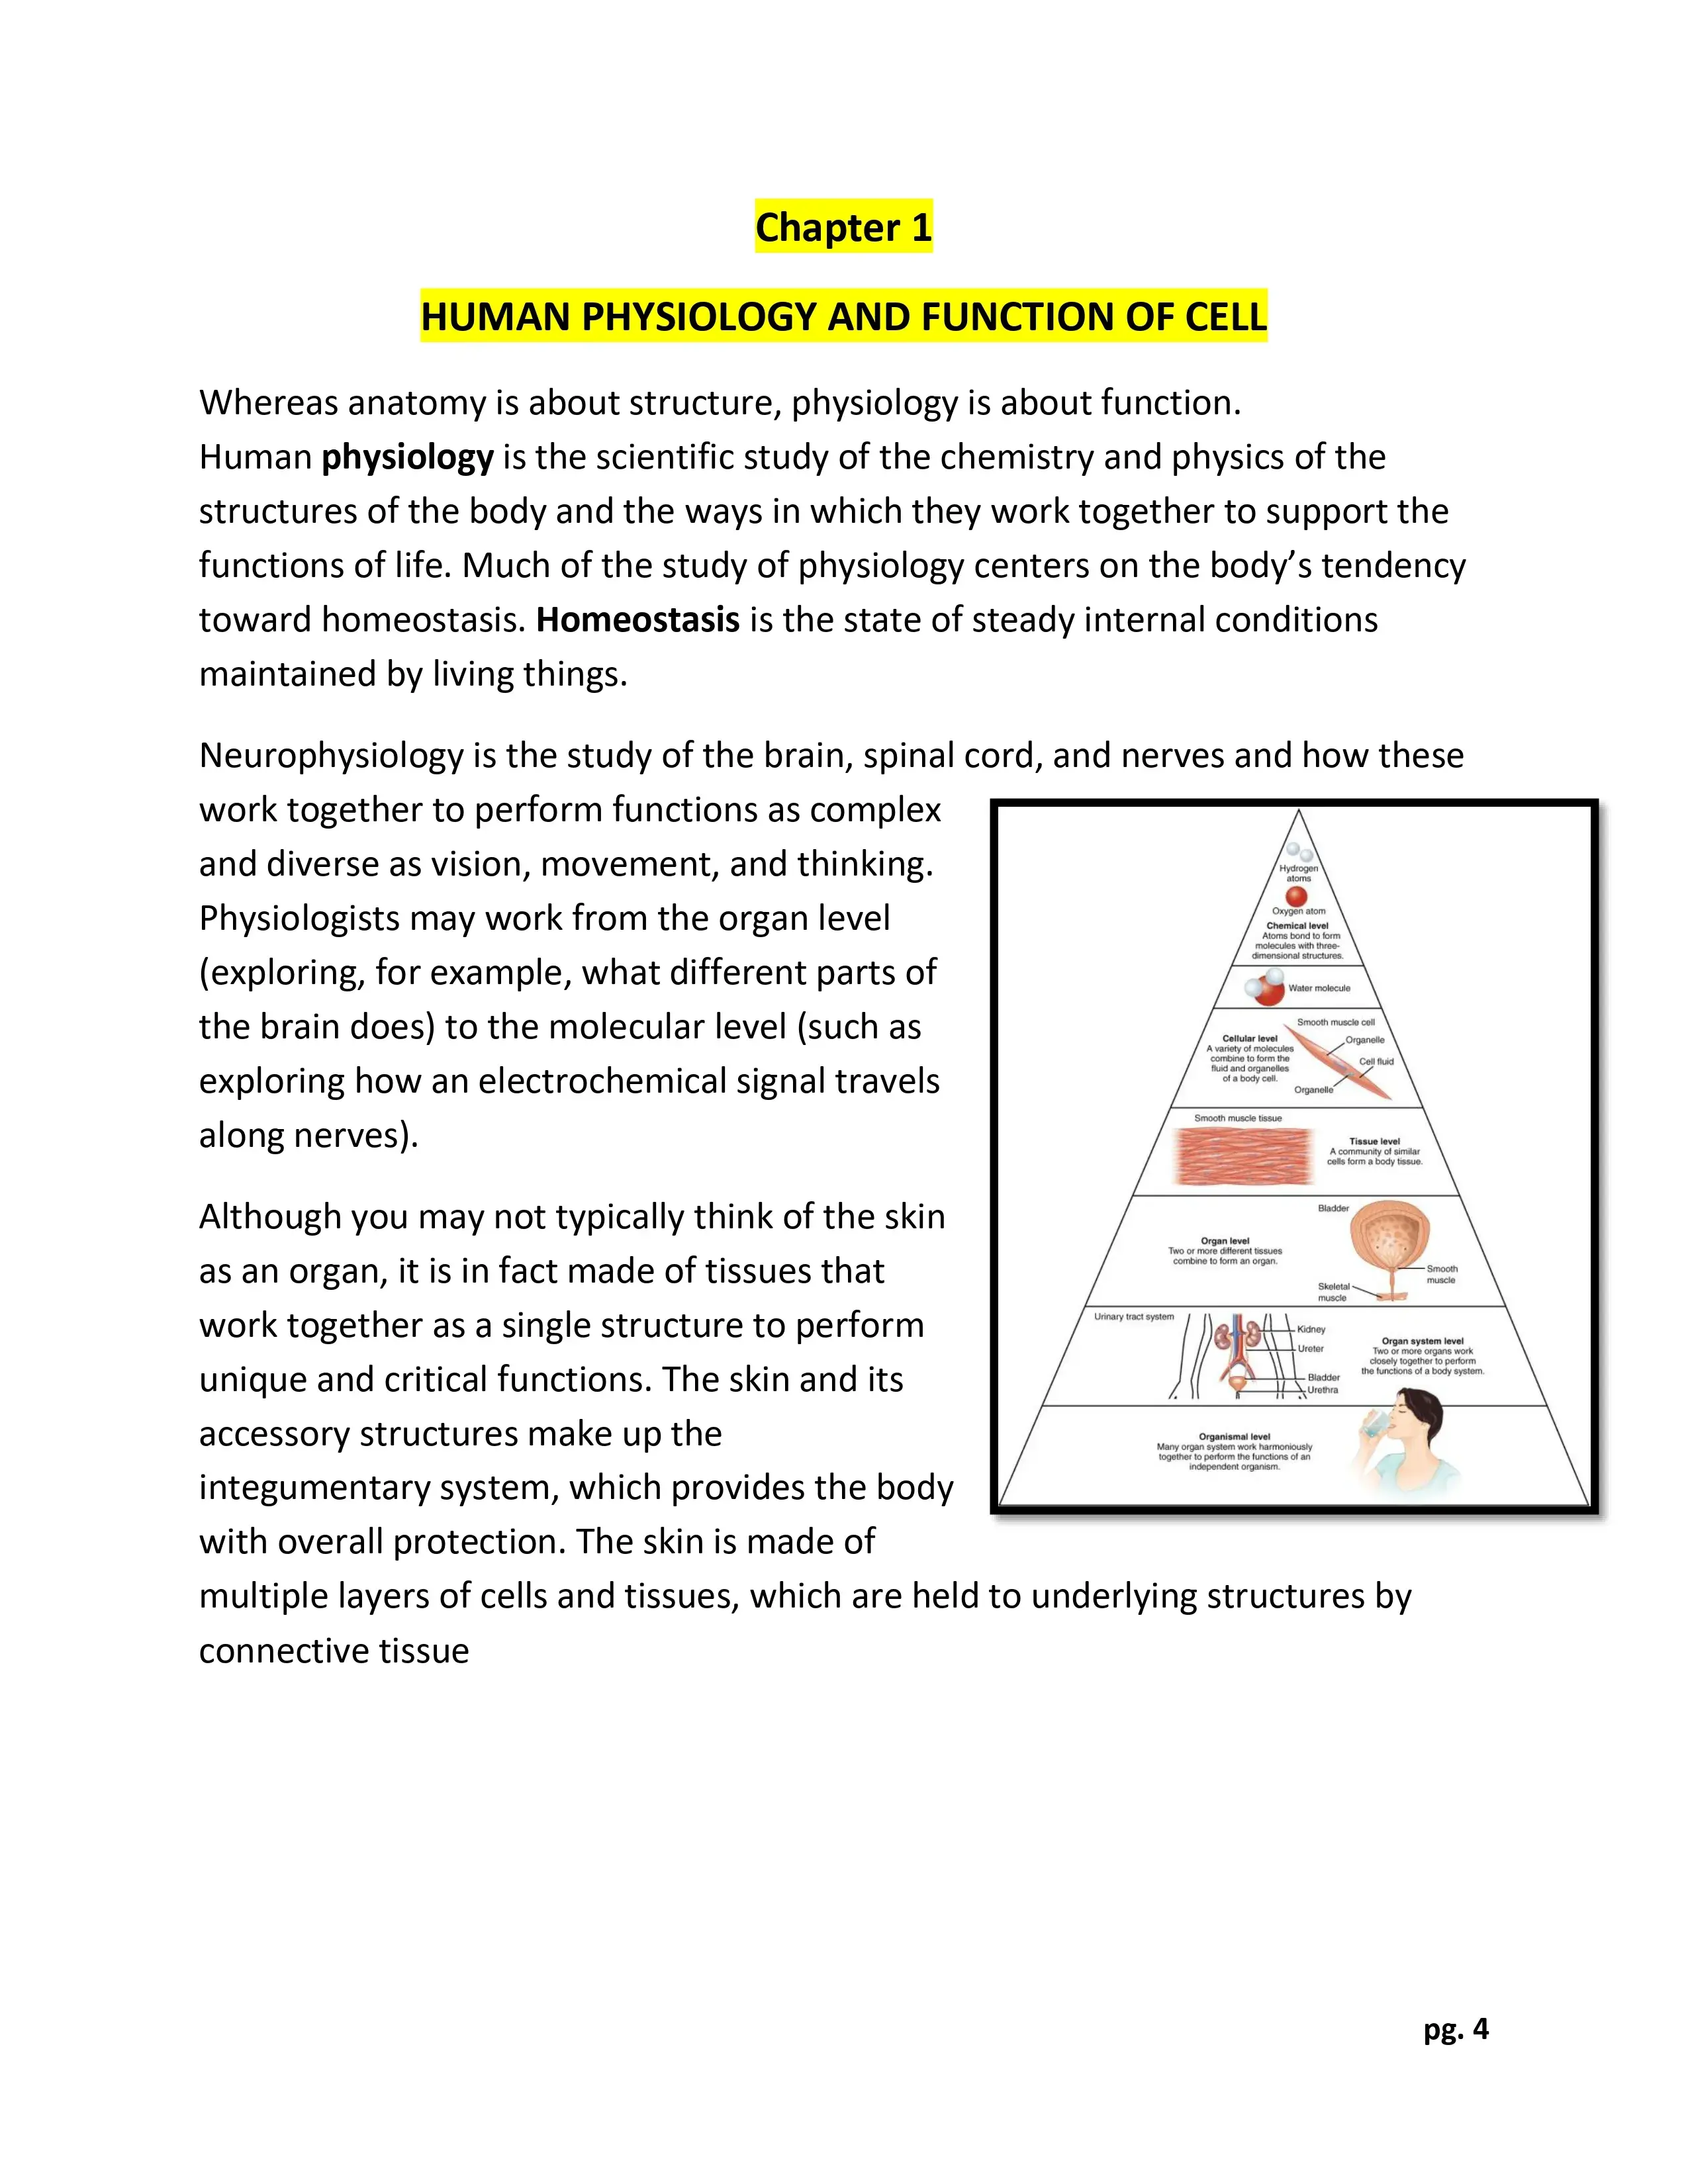 Chapter 1
HUMAN PHYSIOLOGY AND FUNCTION OF CELL
Whereas anatomy is about structure, physiology is about function.
Human physiology is the scientific study of the chemistry and physics of the
structures of the body and the ways in which they work together to support the
functions of life. Much of the study of physiology centers on the body’s tendency
toward homeostasis. Homeostasis is the state of steady internal conditions
maintained by living things.
Neurophysiology is the study of the brain, spinal cord, and nerves and how these
work together to perform functions as complex
and diverse as vision, movement, and thinking.
Physiologists may work from the organ level
(exploring, for example, what different parts of
the brain does) to the molecular level (such as
exploring how an electrochemical signal travels
along nerves).
Although you may not typically think of the skin
as an organ, it is in fact made of tissues that
work together as a single structure to perform
unique and critical functions. The skin and its
accessory structures make up the
integumentary system, which provides the body
with overall protection. The skin is made of
multiple layers of cells and tissues, which are held to underlying structures by
connective tissue
Hydrogen
atoms
Oxygen atom
Chemical level
Atoms bond to form
molecules with three-
dimensional structures.
Water molecule
Smooth muscle cell
Cellular level
A variety of molecules
combine to form the
fluid and organelles
of a body cell.
Organelle
Cell fluid
Organelle
Smooth muscle tissue
Tissue level
A community of similar
cells form a body tissue.
Bladder
Organ level
Two or more different tissues
combine to form an organ.
Smooth
muscle
Skeletal
muscle
Urinary tract system
Kidney
Ureter
Bladder
Urethra
Organ system level
Two or more organs work
closely together to perform
the functions of a body system.
Organismal level
Many organ system work harmoniously
together to perform the functions of an
independent organism.
pg. 4